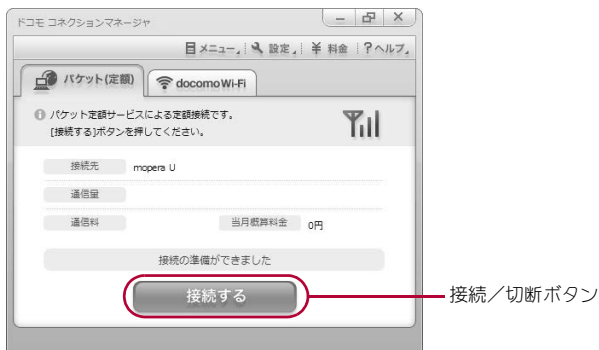 ドコモ コネクションマネージャ
メニュー 設定 ￥ 料金 ?ヘルプ
パケット(定額) docomo Wi-Fi
パケット定額サービスによる定額接続です。
[接続する]ボタンを押してください。
接続先 mopera U
通信量
通信料 当月概算料金 0円
接続の準備ができました
接続する
接続／切断ボタン